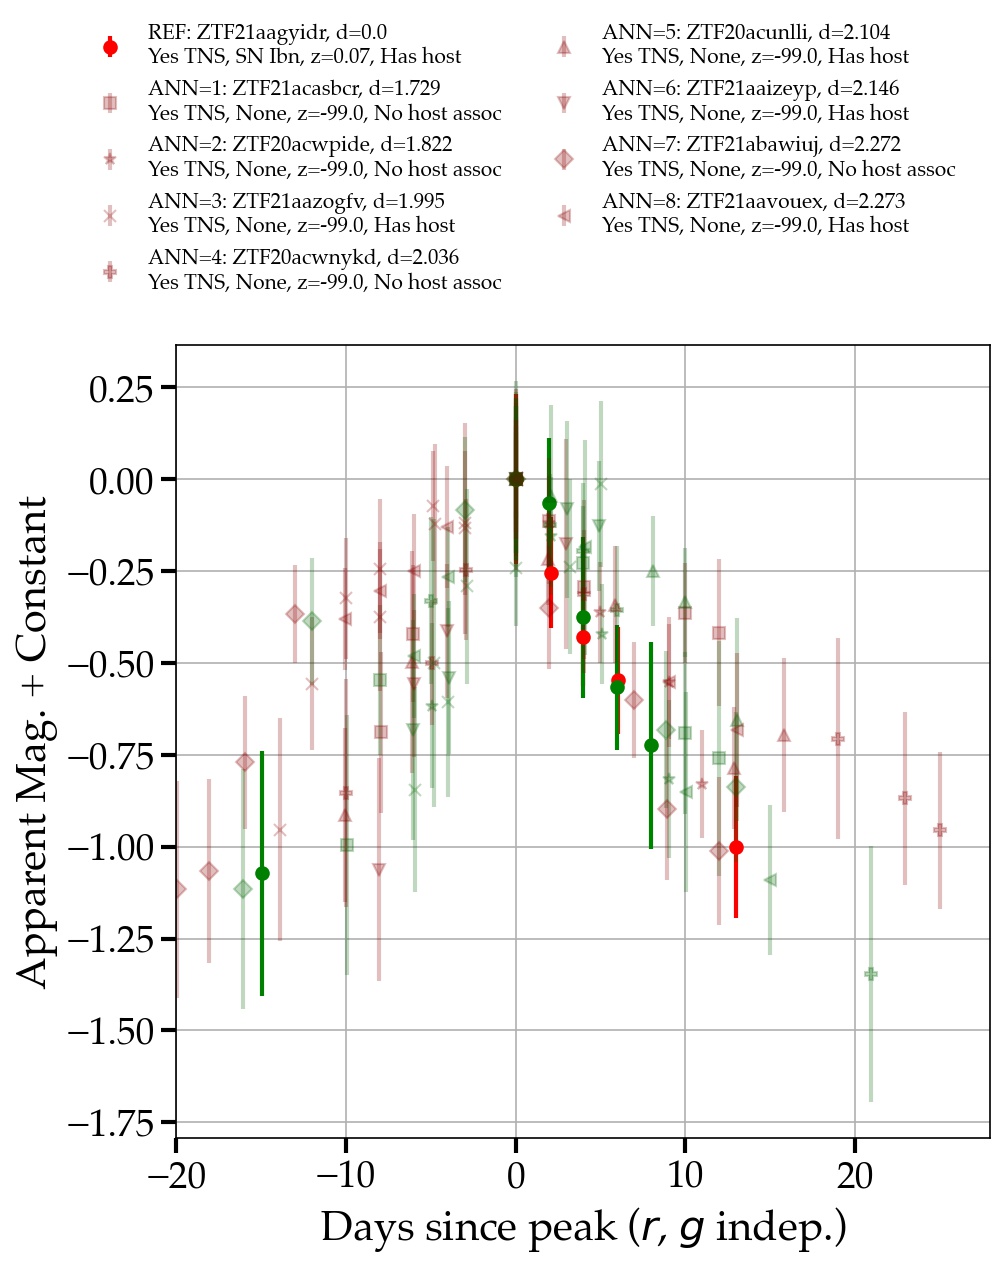 REF: ZTF21aagyidr, d=0.0
Yes TNS, SN Ibn, z=0.07, Has host
ANN=1: ZTF21acasbcr, d=1.729
Yes TNS, None, z=-99.0, No host assoc
ANN=2: ZTF20acwpide, d=1.822
Yes TNS, None, z=-99.0, No host assoc
ANN=3: ZTF21aazogfv, d=1.995
Yes TNS, None, z=-99.0, Has host
ANN=4: ZTF20acwnykd, d=2.036
Yes TNS, None, z=-99.0, No host assoc
ANN=5: ZTF20acunlli, d=2.104
Yes TNS, None, z=-99.0, Has host
ANN=6: ZTF21aaizeyp, d=2.146
Yes TNS, None, z=-99.0, Has host
ANN=7: ZTF21abawiuj, d=2.272
Yes TNS, None, z=-99.0, No host assoc
ANN=8: ZTF21aavouex, d=2.273
Yes TNS, None, z=-99.0, Has host
Apparent Mag. + Constant
0.25
0.00
−0.25
−0.50
−0.75
−1.00
−1.25
−1.50
−1.75
−20
−10
0
10
20
Days since peak (r, g indep.)